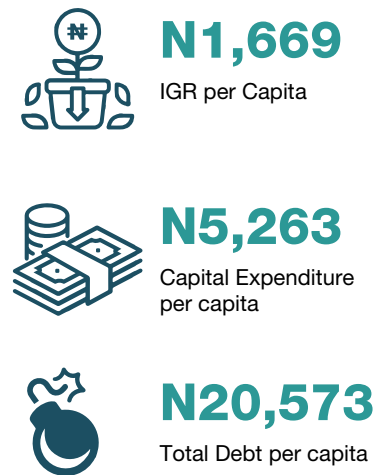 ₦
N1,669
IGR per Capita
N5,263
Capital Expenditure
per capita
N20,573
Total Debt per capita